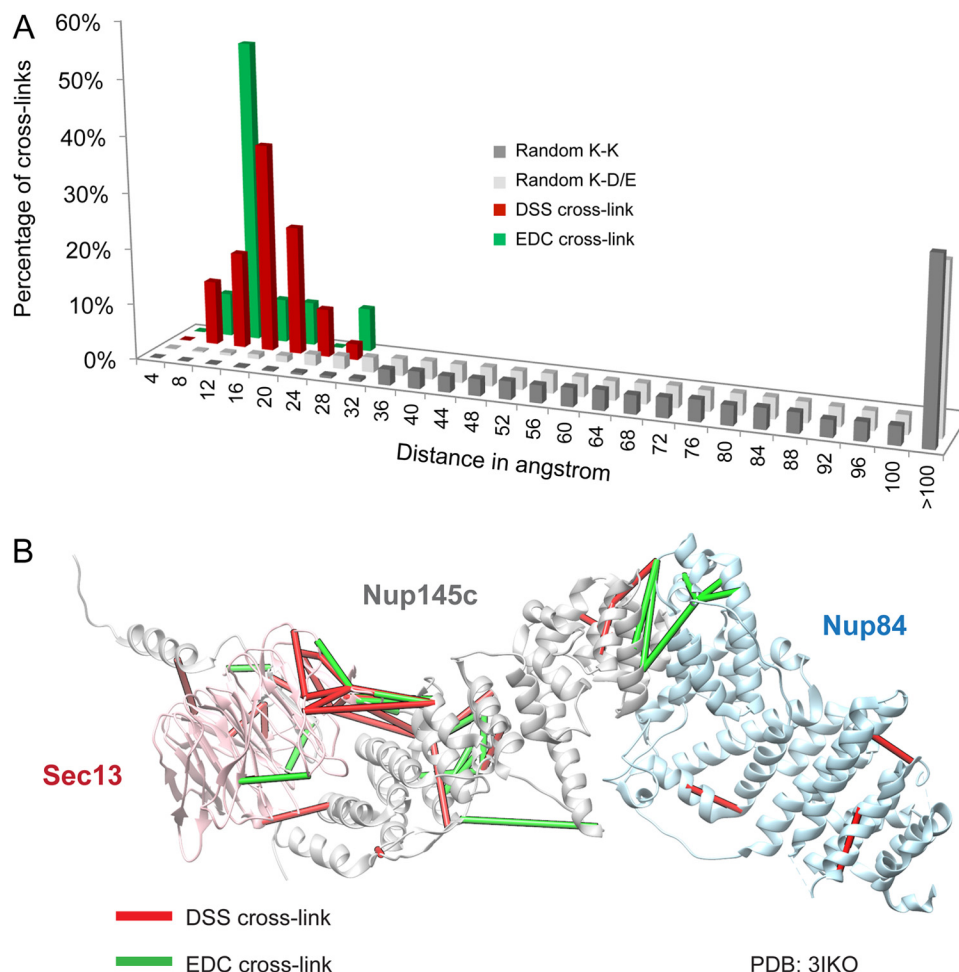 A
60%
50%
40%
30%
20%
10%
0%
Percentage of cross-links
Random K-K
Random K-D/E
DSS cross-link
EDC cross-link
4
8
12
16
20
24
28
32
36
40
44
48
52
56
60
64
68
72
76
80
84
88
92
96
100
>100
Distance in angstrom
B
Nup145c
Nup84
Sec13
DSS cross-link
EDC cross-link
PDB: 3IKO